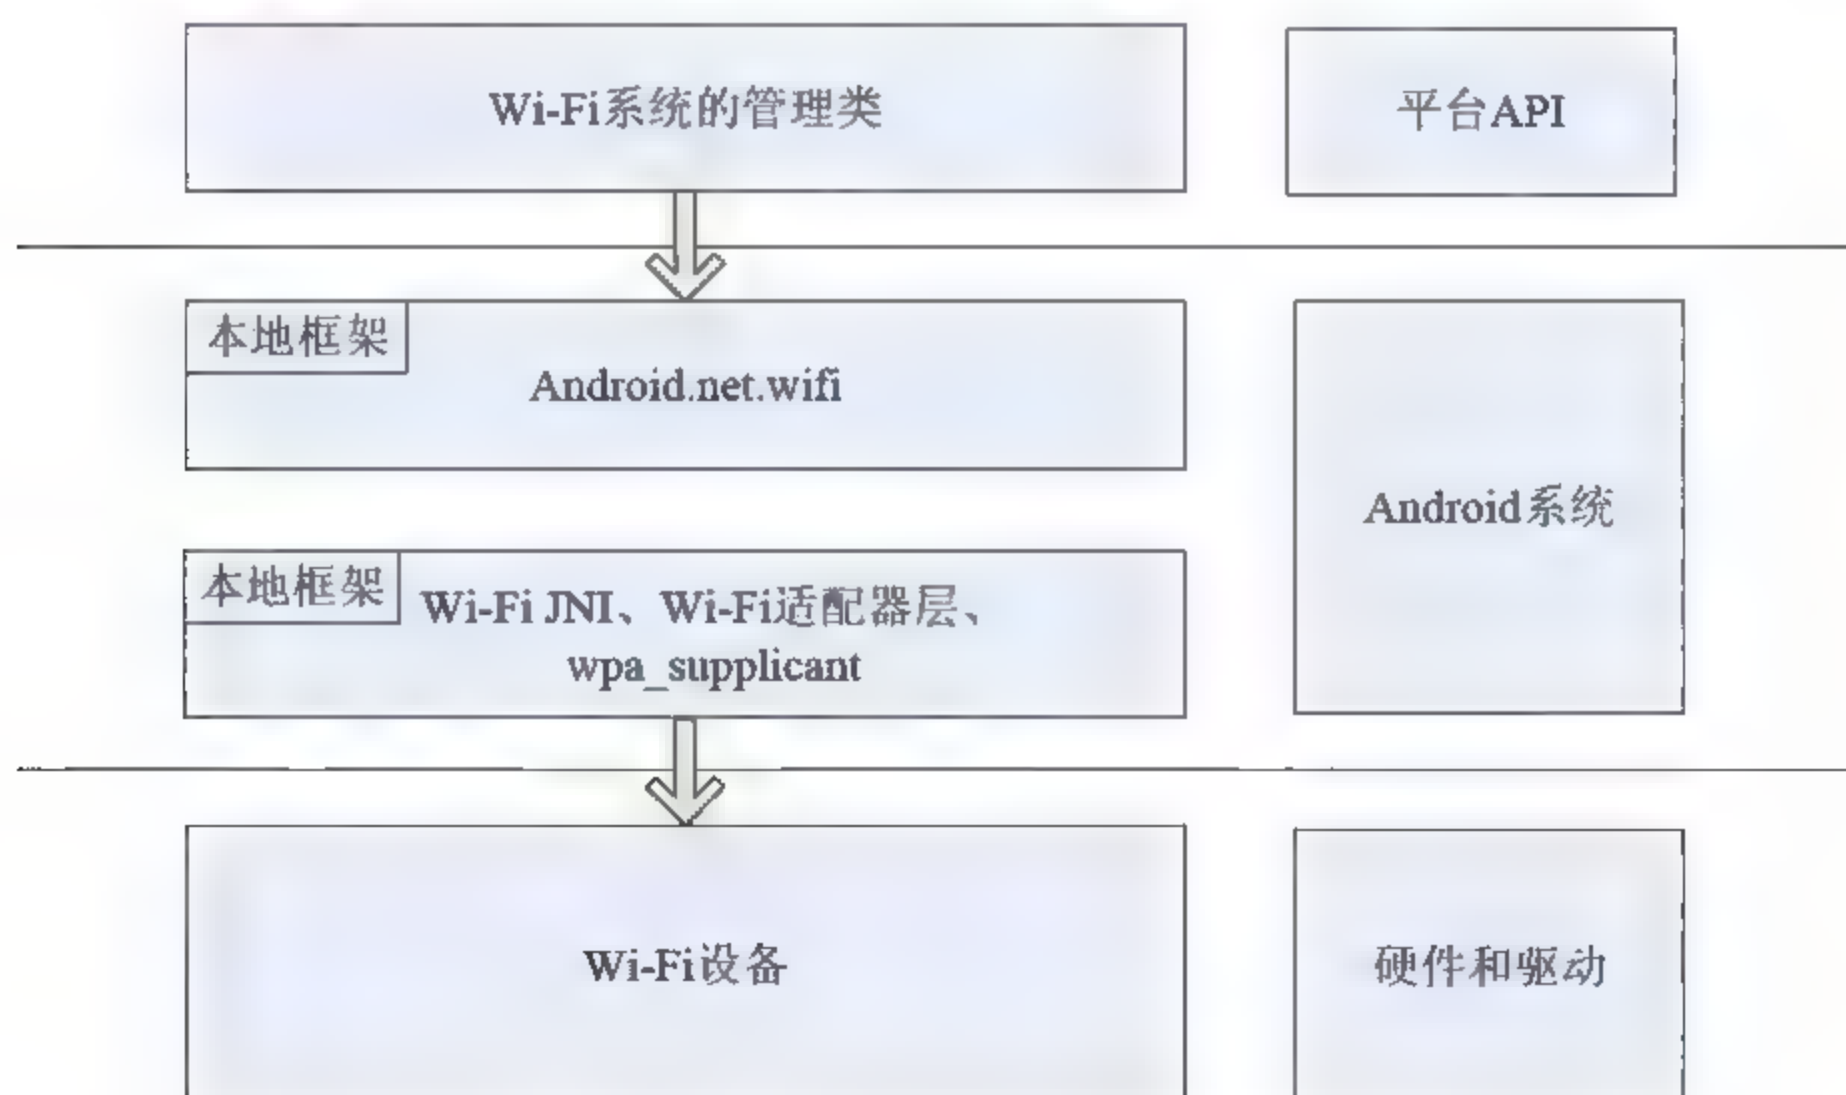 Wi-Fi系统的管理类
平台API
本地框架
Android.net.wifi
Android系统
本地框架
Wi-Fi JNI、Wi-Fi适配器层、
wpa_supplicant
Wi-Fi设备
硬件和驱动